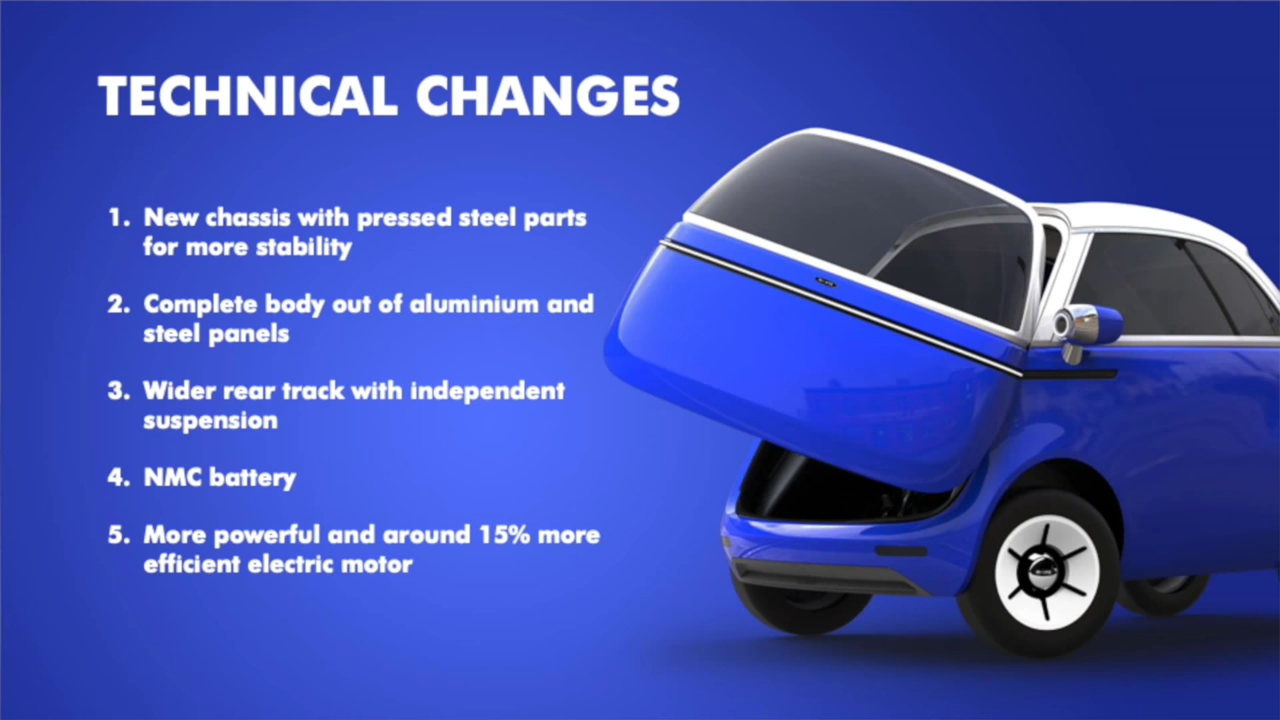 TECHNICAL CHANGES
1. New chassis with pressed steel parts
for more stability
2. Complete body out of aluminium and
steel panels
3. Wider rear track with independent
suspension
4. NMC battery
5. More powerful and around 15% more
efficient electric motor